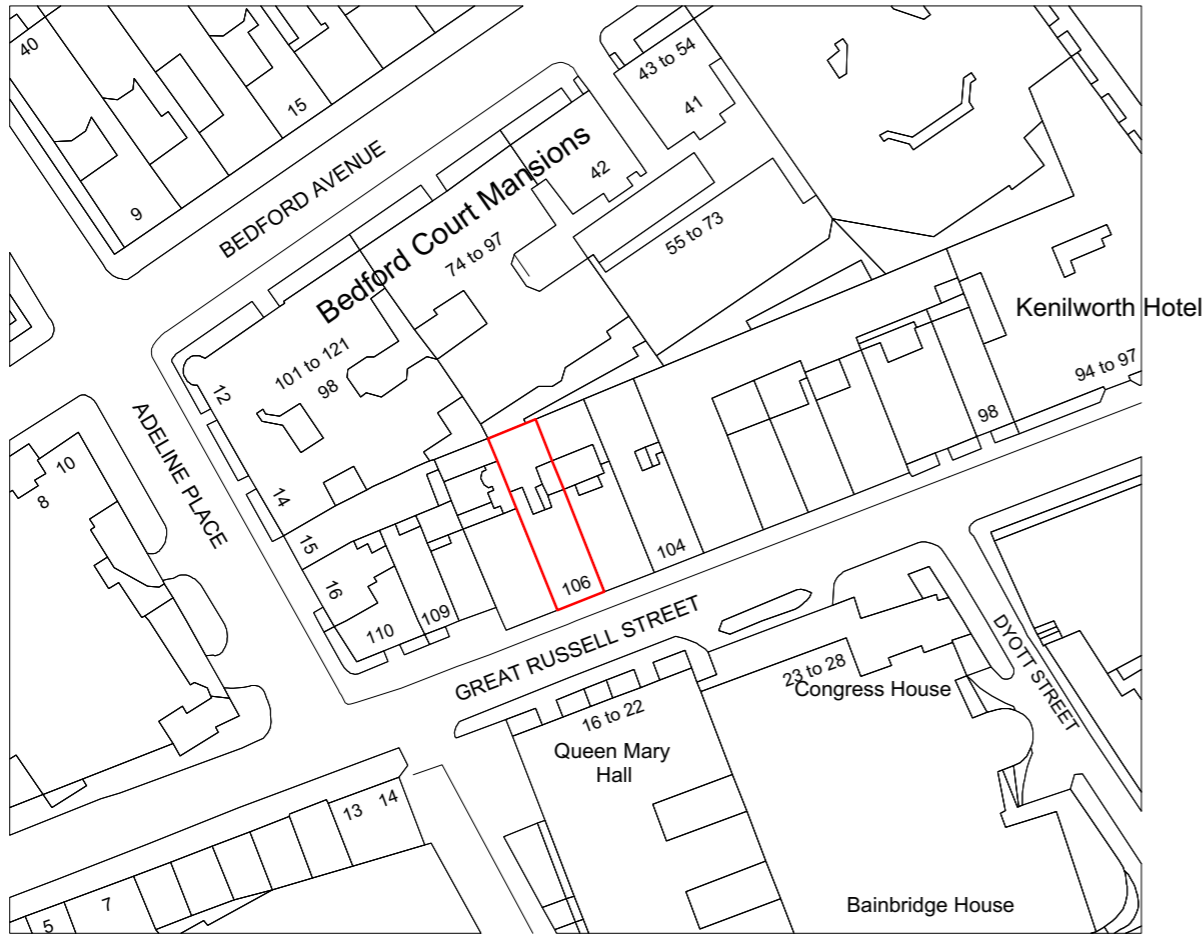 40
15
9
BEDFORD AVENUE
43 to 54
41
42
Bedford Court Mansions
74 to 97
55 to 73
101 to 121
98
12
14
15
16
ADELINE PLACE
10
8
Kenilworth Hotel
94 to 97
98
104
106
109
110
GREAT RUSSELL STREET
DYOTT STREET
23 to 28
Congress House
16 to 22
Queen Mary
Hall
13
14
7
5
Bainbridge House